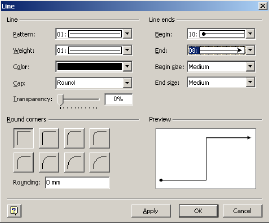 Line
Line
Line ends
Pattern: 01:
Begin: 10:
Weight: 01:
End: 09:
Color:
Begin size: Medium
Cap: Round
End size: Medium
Transparency: 0%
Round corners
Preview
Rounding: 0 mm
Apply
OK
Cancel